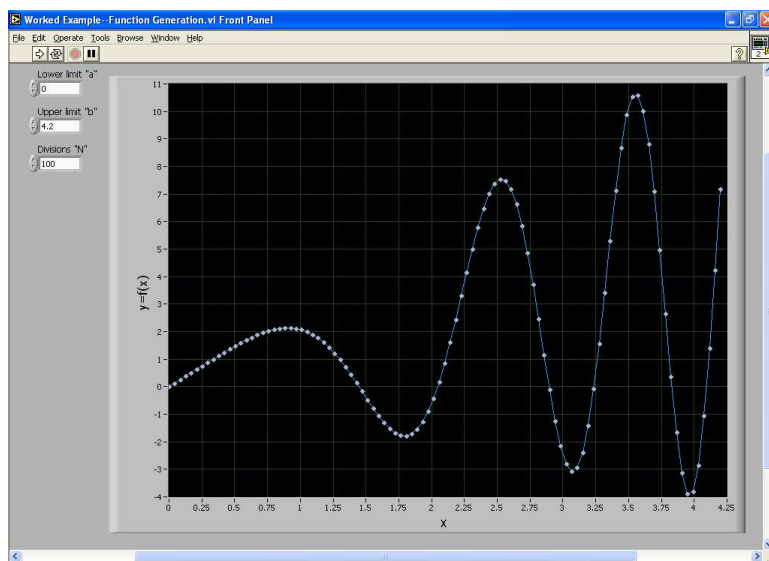 Worked Example--Function Generation.vi Front Panel
File Edit Operate Tools Browse Window Help
?
2
Lower limit "a"
0
Upper limit "b"
4.2
Divisions "N"
100
y=f(x)
11
10
9
8
7
6
5
4
3
2
1
0
-1
-2
-3
-4
0 0.25 0.5 0.75 1 1.25 1.5 1.75 2 2.25 2.5 2.75 3 3.25 3.5 3.75 4 4.25
X